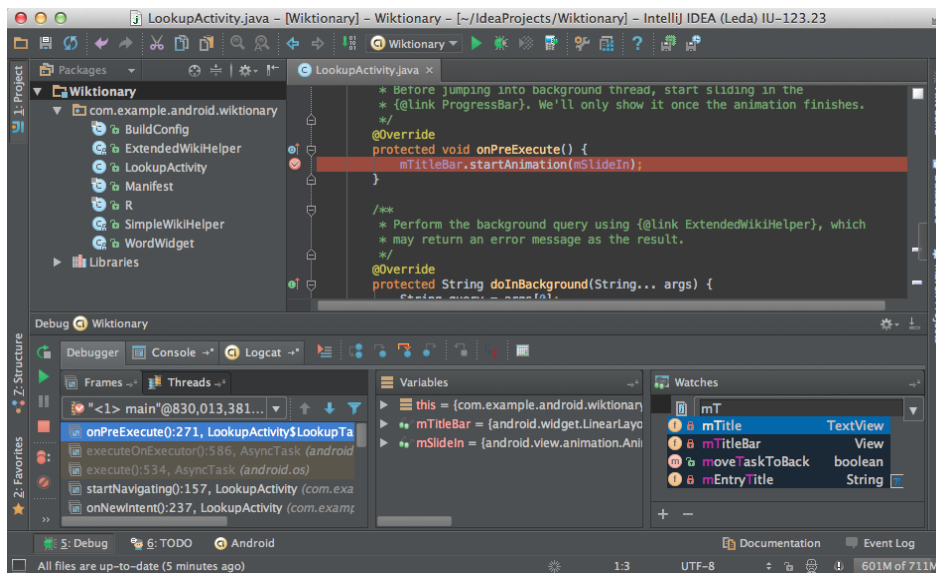 LookupActivity.java - [Wiktionary] - Wiktionary - [~/IdeaProjects/Wiktionary] - IntelliJ IDEA (Leda) IU-123.23
Wiktionary
1: Project
Packages
LookupActivity.java ×
Wiktionary
com.example.android.wiktionary
BuildConfig
ExtendedWikiHelper
LookupActivity
Manifest
R
SimpleWikiHelper
WordWidget
Libraries
* Before jumping into background thread, start sliding in the
* {@link ProgressBar}. We'll only show it once the animation finishes.
*/
@Override
protected void onPreExecute() {
mTitleBar.startAnimation(mSlideIn);
}
/**
* Perform the background query using {@link ExtendedWikiHelper}, which
* may return an error message as the result.
*/
@Override
protected String doInBackground(String... args) {
String query = args[0];
Debug Wiktionary
Z: Structure
2: Favorites
Debugger Console Logcat
Frames Threads
"<1> main"@830,013,381...
onPreExecute():271, LookupActivity$LookupTa
executeOnExecutor():586, AsyncTask (android
execute():534, AsyncTask (android.os)
startNavigating():157, LookupActivity (com.exa
onNewIntent():237, LookupActivity (com.examp
Variables
this = {com.example.android.wiktionary
mTitleBar = {android.widget.LinearLayo
mSlideIn = {android.view.animation.Ani
Watches
mT
mTitle TextView
mTitleBar View
moveTaskToBack boolean
mEntryTitle String
5: Debug 6: TODO Android Documentation Event Log
All files are up-to-date (5 minutes ago) 1:3 UTF-8 601M of 711M